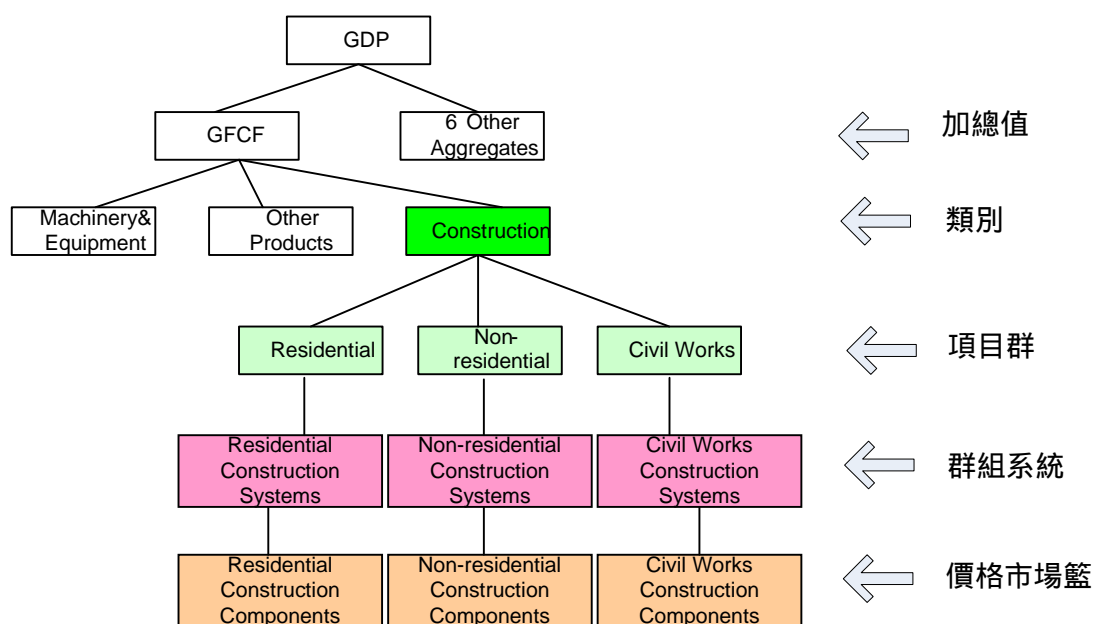 GDP
GFCF
6 Other
Aggregates
加總值
Machinery&
Equipment
Other
Products
Construction
類別
Residential
Non-
residential
Civil Works
項目群
Residential
Construction
Systems
Non-residential
Construction
Systems
Civil Works
Construction
Systems
群組系統
Residential
Construction
Components
Non-residential
Construction
Components
Civil Works
Construction
Components
價格市場籃